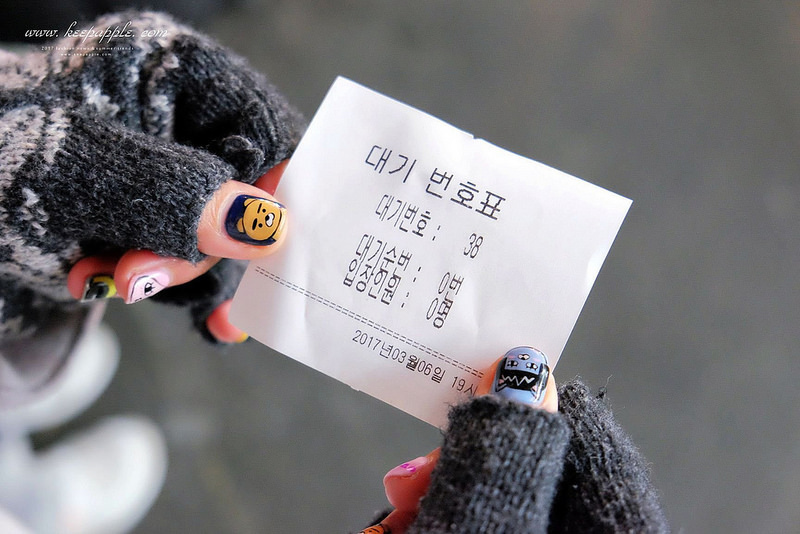 www.keepapple.com
대기 번호표
대기번호 : 38
대기순번 : 0번
입장인원 : 0명
2017년03월06일 19시